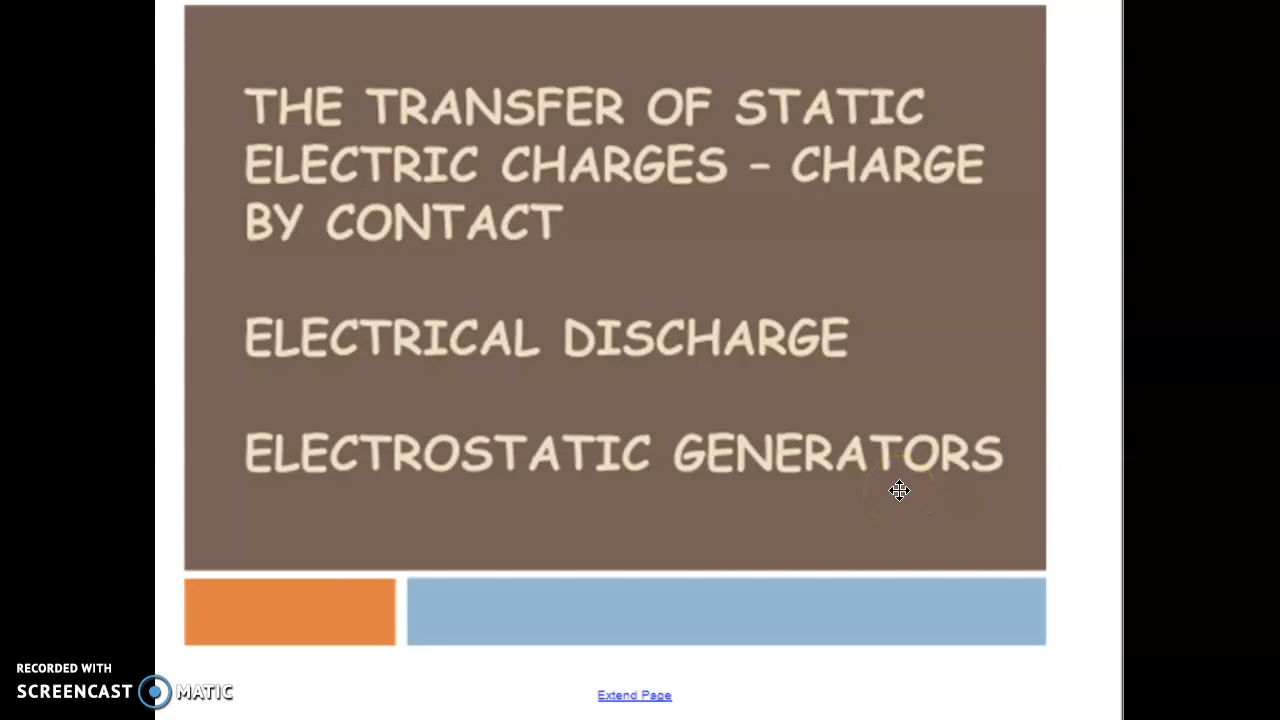 THE TRANSFER OF STATIC
ELECTRIC CHARGES – CHARGE
BY CONTACT
ELECTRICAL DISCHARGE
ELECTROSTATIC GENERATORS
RECORDED WITH
SCREENCAST MATIC
Extend Page